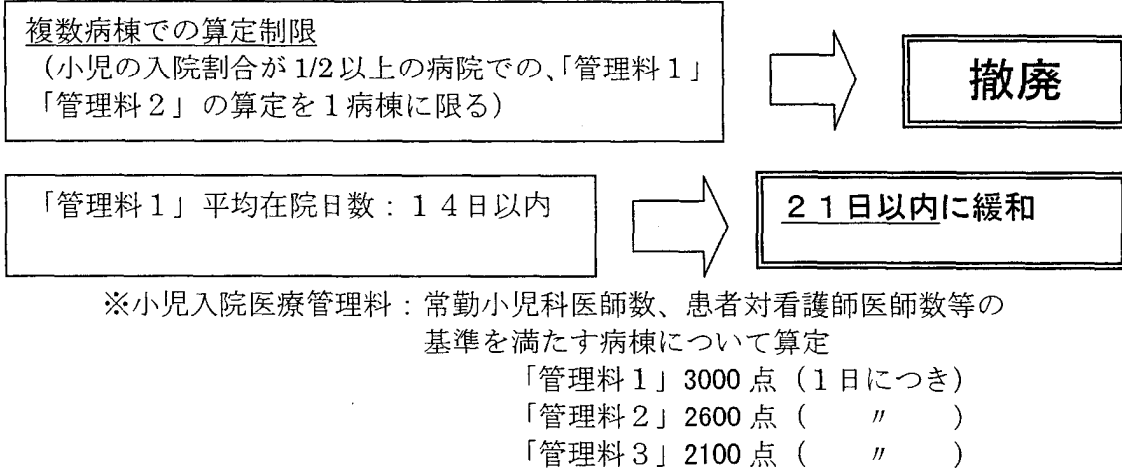 複数病棟での算定制限
(小児の入院割合が1/2以上の病院での、「管理料1」
「管理料2」の算定を1病棟に限る)
撤廃
「管理料1」平均在院日数:14日以内
21日以内に緩和
※小児入院医療管理料:常勤小児科医師数、患者対看護師医師数等の
基準を満たす病棟について算定
「管理料1」3000点(1日につき)
「管理料2」2600点( 〃 )
「管理料3」2100点( 〃 )